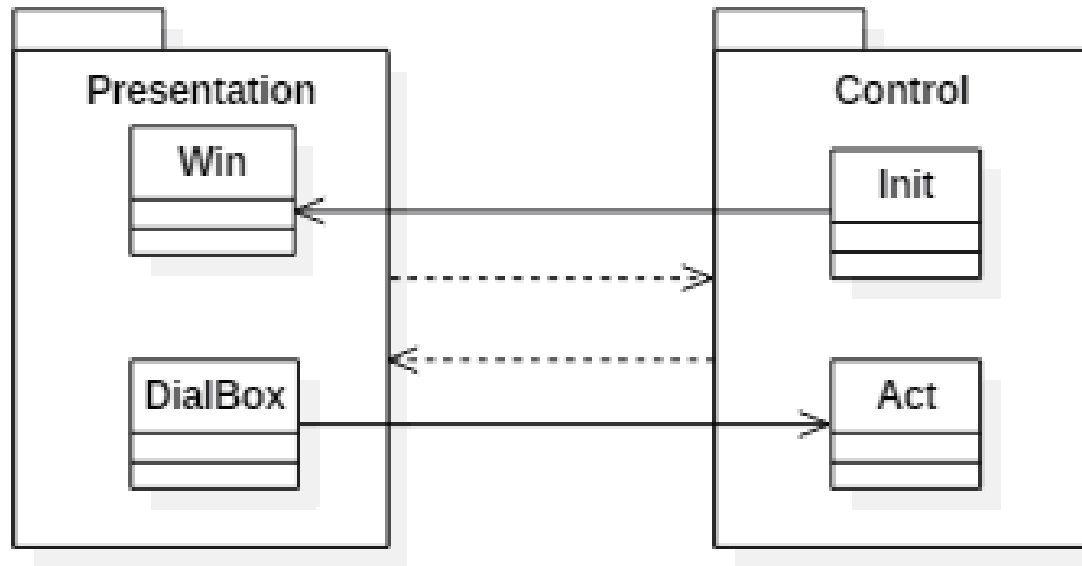 Presentation
Control
Win
Init
DialBox
Act